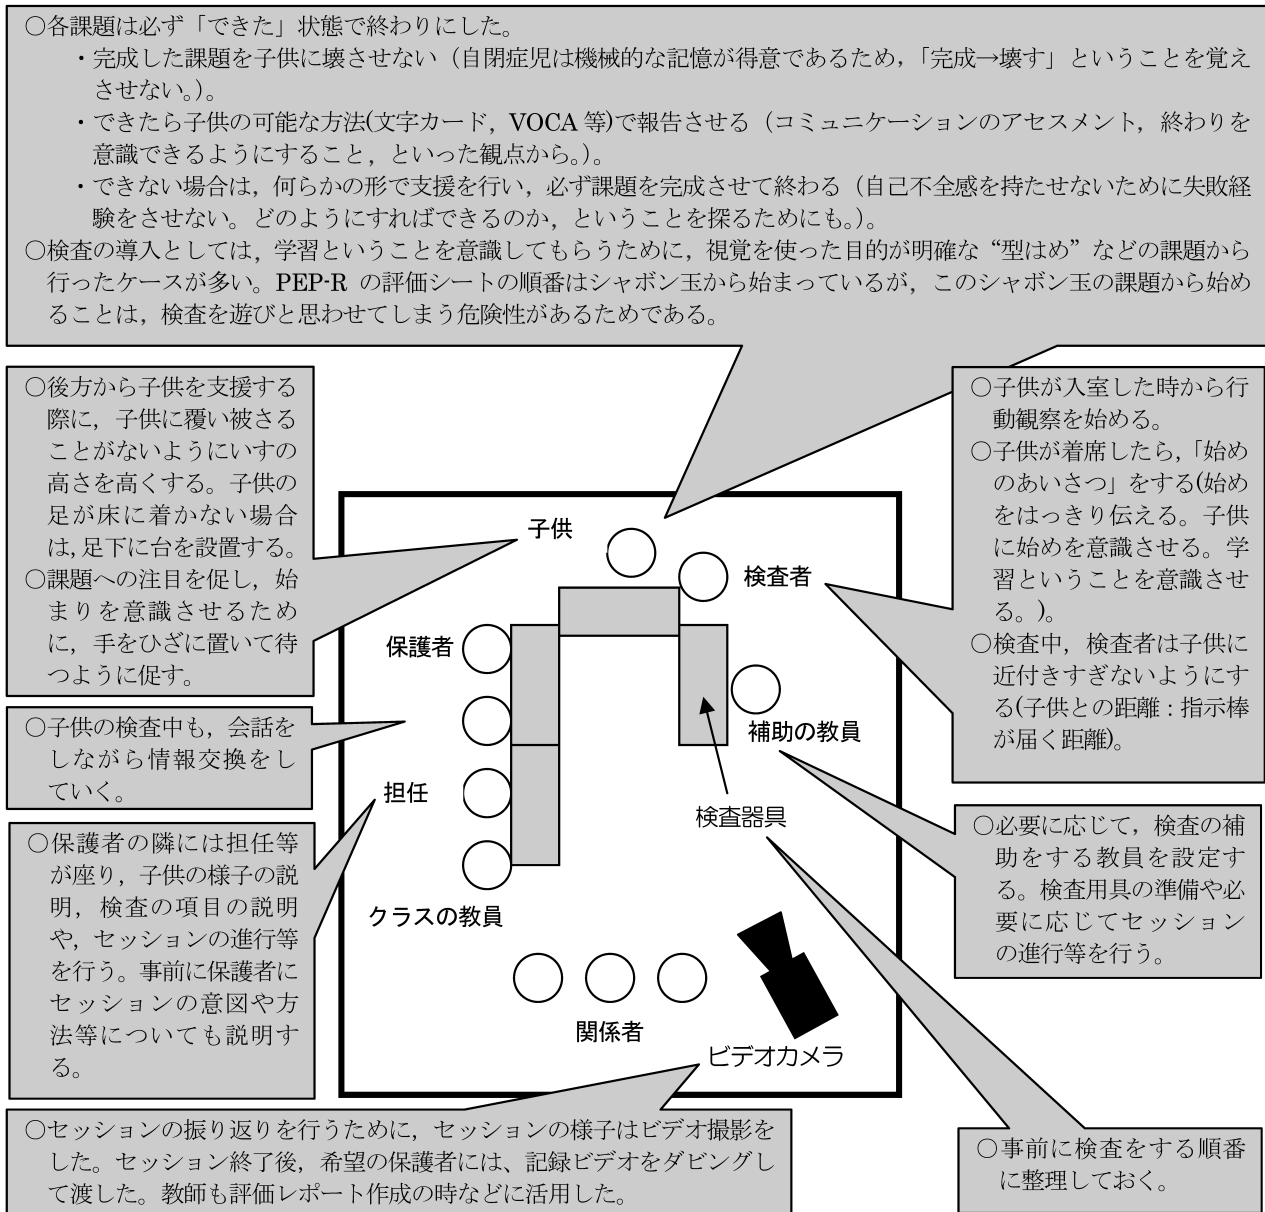 ○各課題は必ず「できた」状態で終わりにした。
・完成した課題を子供に壊させない（自閉症児は機械的な記憶が得意であるため，「完成→壊す」ということを覚え
させない。）。
・できたら子供の可能な方法(文字カード，VOCA 等)で報告させる（コミュニケーションのアセスメント，終わりを
意識できるようにすること，といった観点から。）。
・できない場合は，何らかの形で支援を行い，必ず課題を完成させて終わる（自己不全感を持たせないために失敗経
験をさせない。どのようにすればできるのか，ということを探るためにも。）。
○検査の導入としては，学習ということを意識してもらうために，視覚を使った目的が明確な“型はめ”などの課題から
行ったケースが多い。PEP-R の評価シートの順番はシャボン玉から始まっているが，このシャボン玉の課題から始め
ることは，検査を遊びと思わせてしまう危険性があるためである。
○後方から子供を支援する
際に，子供に覆い被さる
ことがないようにいすの
高さを高くする。子供の
足が床に着かない場合
は，足下に台を設置する。
○課題への注目を促し，始
まりを意識させるため
に，手をひざに置いて待
つように促す。
○子供の検査中も，会話を
しながら情報交換をし
ていく。
○保護者の隣には担任等
が座り，子供の様子の説
明，検査の項目の説明
や，セッションの進行等
を行う。事前に保護者に
セッションの意図や方
法等についても説明す
る。
子供
検査者
保護者
補助の教員
担任
検査器具
クラスの教員
関係者
ビデオカメラ
○子供が入室した時から行
動観察を始める。
○子供が着席したら，「始め
のあいさつ」をする(始め
をはっきり伝える。子供
に始めを意識させる。学
習ということを意識させ
る。)。
○検査中，検査者は子供に
近付きすぎないようにす
る(子供との距離：指示棒
が届く距離)。
○必要に応じて，検査の補
助をする教員を設定す
る。検査用具の準備や必
要に応じてセッション
の進行等を行う。
○セッションの振り返りを行うために，セッションの様子はビデオ撮影を
した。セッション終了後，希望の保護者には、記録ビデオをダビングし
て渡した。教師も評価レポート作成の時などに活用した。
○事前に検査をする順番
に整理しておく。